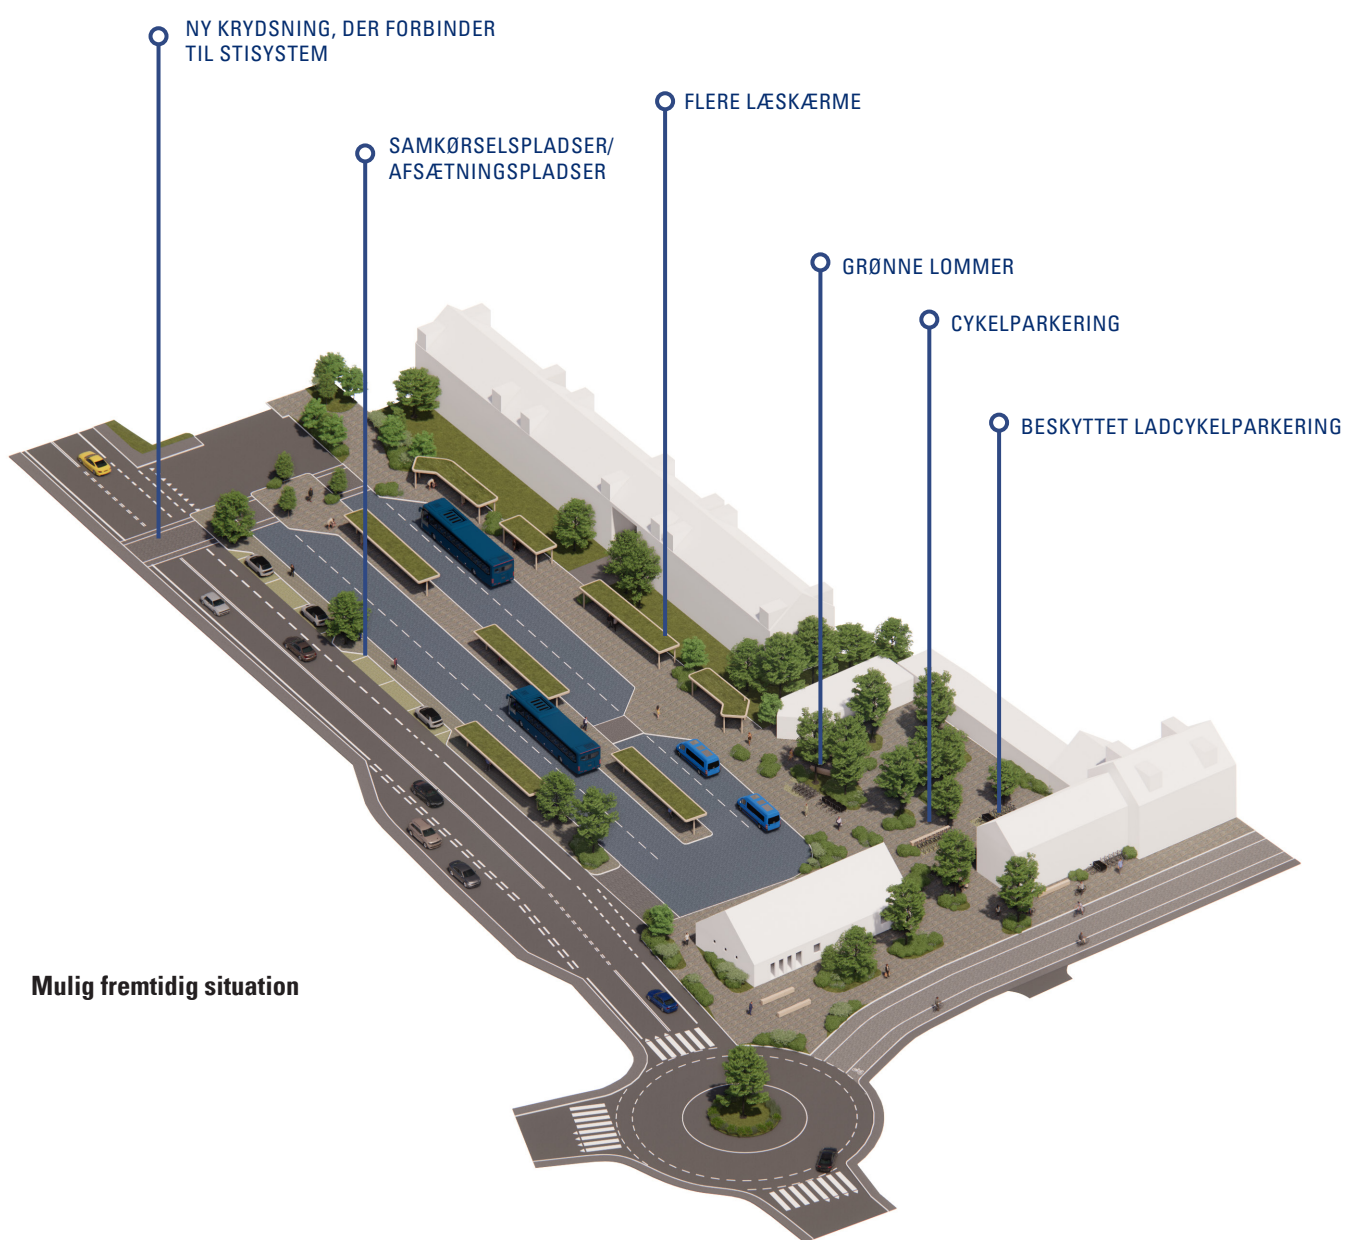 NY KRYDSNING, DER FORBINDER
TIL STISYSTEM
FLERE LÆSKÆRME
SAMKØRSELSPLADSER/
AFSÆTNINGSPLADSER
GRØNNE LOMMER
CYKELPARKERING
BESKYTTET LADCYKELPARKERING
Mulig fremtidig situation